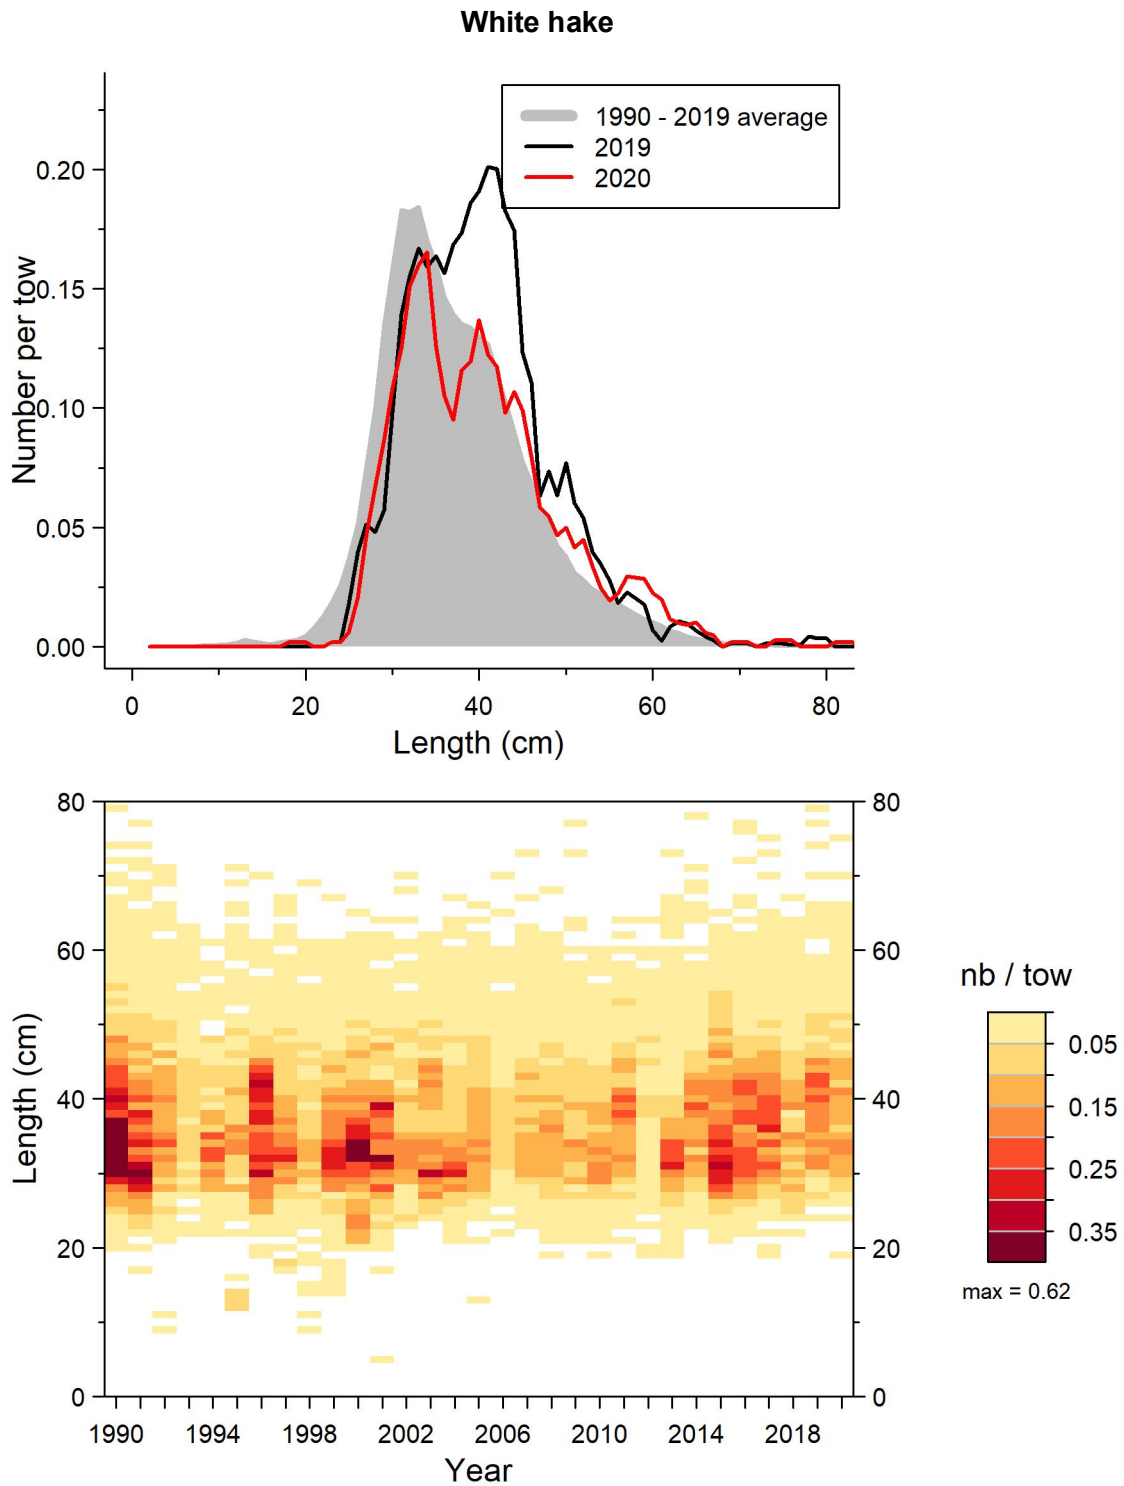 White hake
1990 - 2019 average
2019
2020
Number per tow
0.20
0.15
0.10
0.05
0.00
0 20 40 60 80
Length (cm)
80 80
60 60
40 40
20 20
0 0
Length (cm)
1990 1994 1998 2002 2006 2010 2014 2018
Year
nb / tow
0.05
0.15
0.25
0.35
max = 0.62